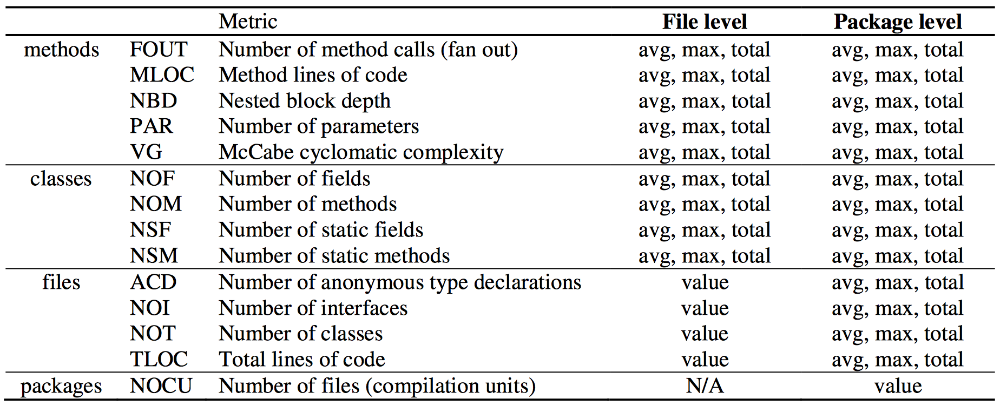 Metric File level Package level
methods FOUT Number of method calls (fan out) avg, max, total avg, max, total
MLOC Method lines of code avg, max, total avg, max, total
NBD Nested block depth avg, max, total avg, max, total
PAR Number of parameters avg, max, total avg, max, total
VG McCabe cyclomatic complexity avg, max, total avg, max, total
classes NOF Number of fields avg, max, total avg, max, total
NOM Number of methods avg, max, total avg, max, total
NSF Number of static fields avg, max, total avg, max, total
NSM Number of static methods avg, max, total avg, max, total
files ACD Number of anonymous type declarations value avg, max, total
NOI Number of interfaces value avg, max, total
NOT Number of classes value avg, max, total
TLOC Total lines of code value avg, max, total
packages NOCU Number of files (compilation units) N/A value